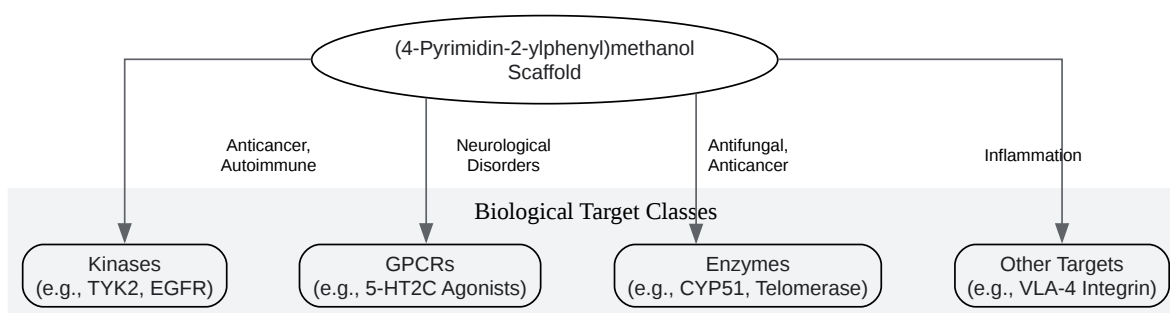 (4-Pyrimidin-2-ylphenyl)methanol
Scaffold
Anticancer,
Autoimmune
Neurological
Disorders
Antifungal,
Anticancer
Inflammation
Biological Target Classes
Kinases
(e.g., TYK2, EGFR)
GPCRs
(e.g., 5-HT2C Agonists)
Enzymes
(e.g., CYP51, Telomerase)
Other Targets
(e.g., VLA-4 Integrin)